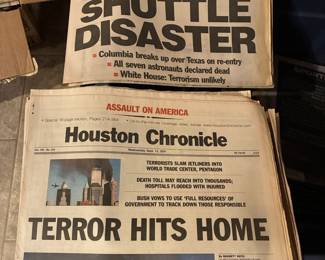 SHUTTLE
DISASTER
■ Columbia breaks up over Texas on re-entry
■ All seven astronauts declared dead
■ White House: Terrorism unlikely
ASSAULT ON AMERICA
Houston Chronicle
TERRORISTS SLAM JETLINERS INTO
WORLD TRADE CENTER, PENTAGON
DEATH TOLL MAY REACH INTO THOUSANDS;
HOSPITALS FLOODED WITH INJURED
BUSH VOWS TO USE 'FULL RESOURCES' OF
GOVERNMENT TO TRACK DOWN THOSE RESPONSIBLE
TERROR HITS HOME